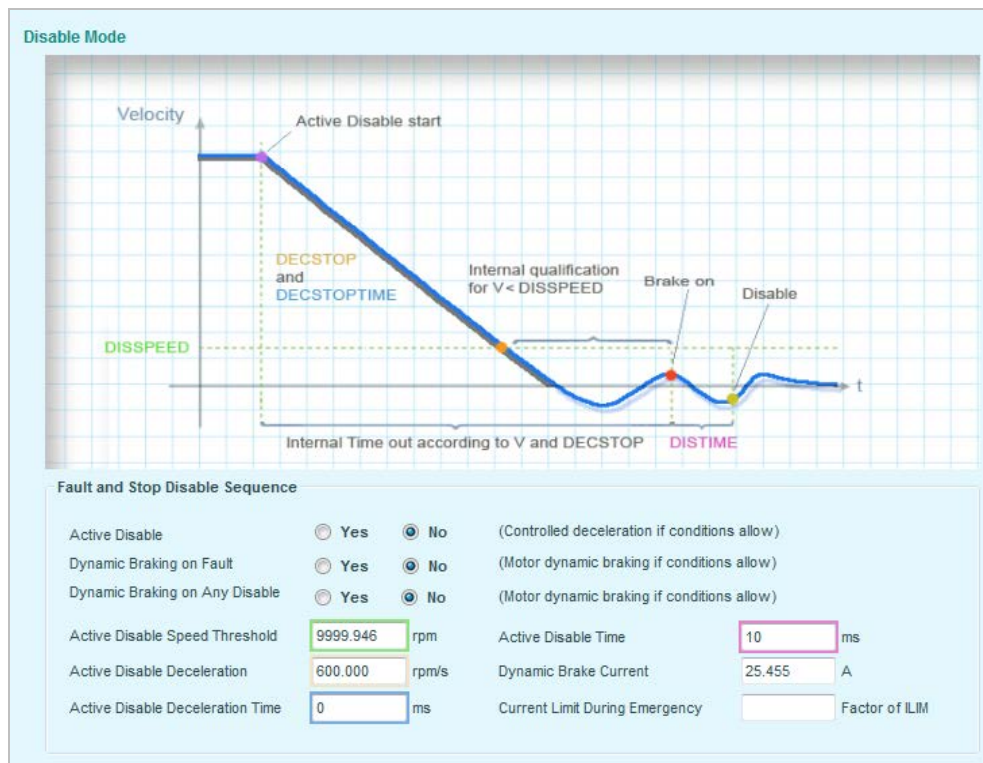 Disable Mode
Velocity
Active Disable start
DECSTOP
and
DECSTOPTIME
Internal qualification
for V< DISSPEED
Brake on
Disable
DISSPEED
t
Internal Time out according to V and DECSTOP DISTIME
Fault and Stop Disable Sequence
Active Disable Yes No (Controlled deceleration if conditions allow)
Dynamic Braking on Fault Yes No (Motor dynamic braking if conditions allow)
Dynamic Braking on Any Disable Yes No (Motor dynamic braking if conditions allow)
Active Disable Speed Threshold 9999.946 rpm Active Disable Time 10 ms
Active Disable Deceleration 600.000 rpm/s Dynamic Brake Current 25.455 A
Active Disable Deceleration Time 0 ms Current Limit During Emergency Factor of ILIM